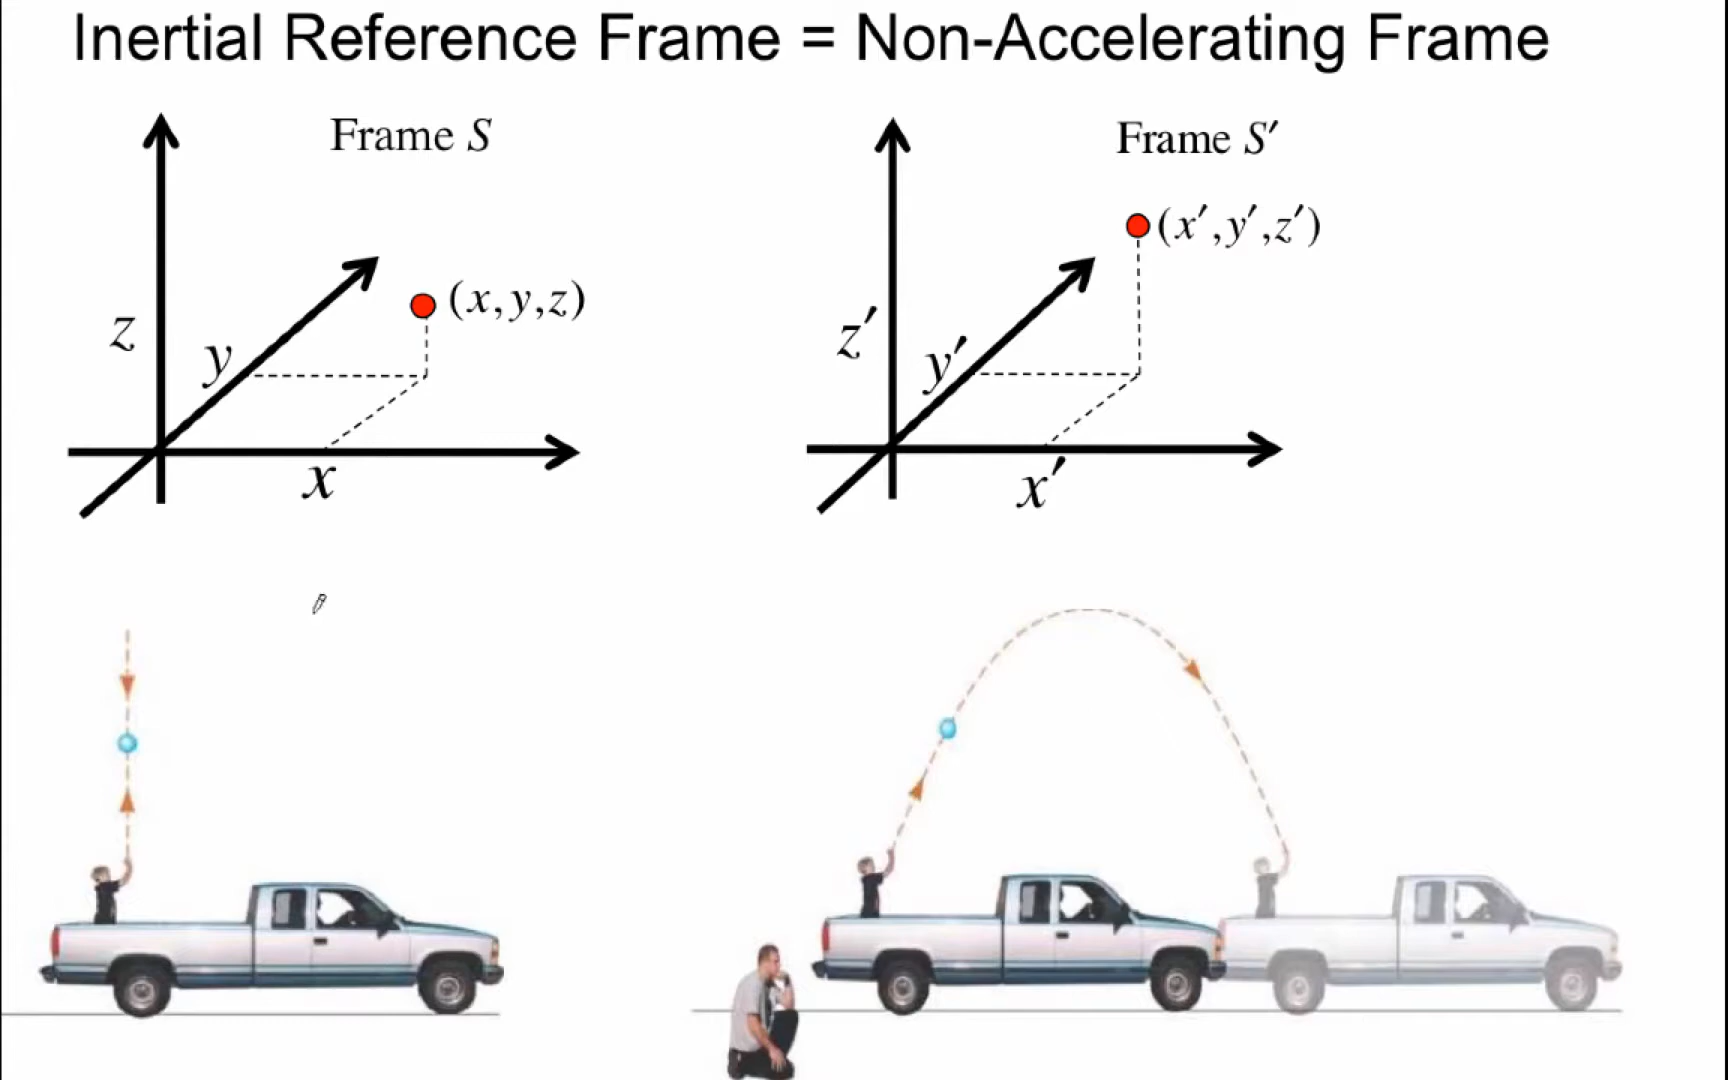 Inertial Reference Frame = Non-Accelerating Frame
Frame S
Frame S′
(x,y,z)
(x′,y′,z′)
z
y
x
z′
y′
x′